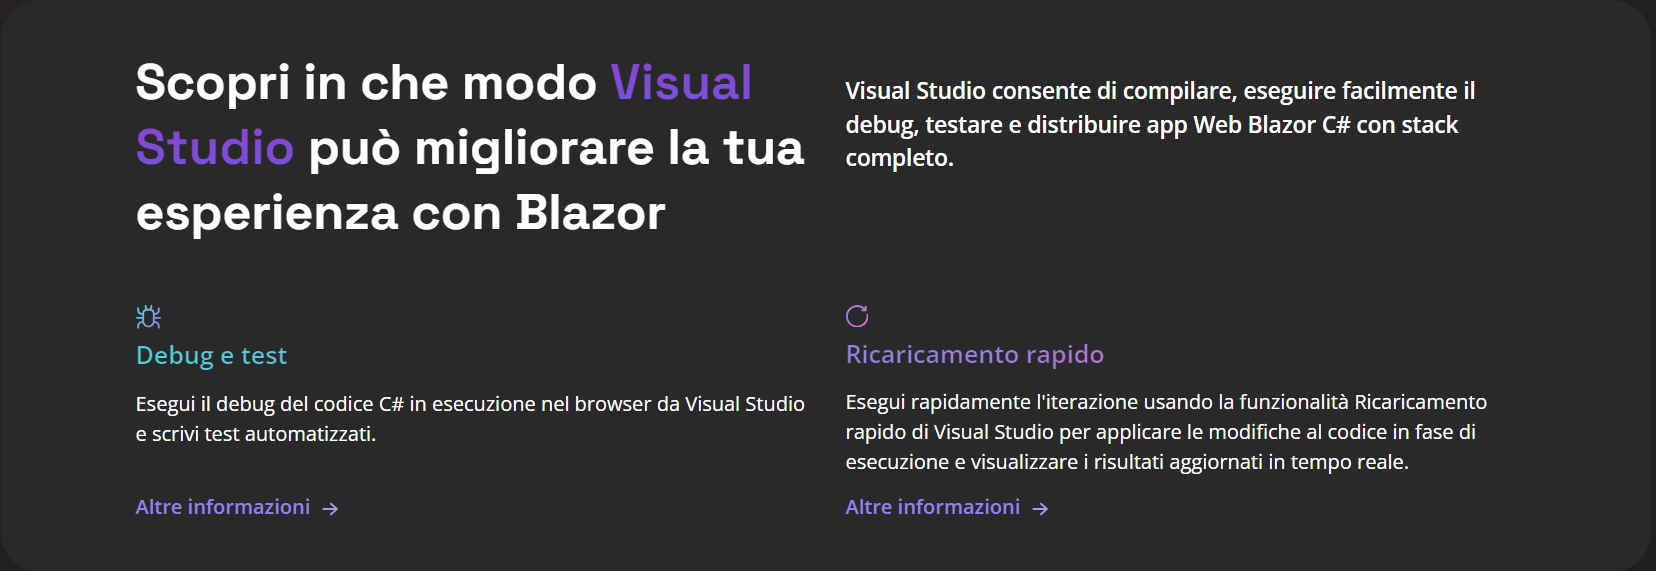 Scopri in che modo Visual
Studio può migliorare la tua
esperienza con Blazor
Visual Studio consente di compilare, eseguire facilmente il
debug, testare e distribuire app Web Blazor C# con stack
completo.
Debug e test
Esegui il debug del codice C# in esecuzione nel browser da Visual Studio
e scrivi test automatizzati.
Altre informazioni →
Ricaricamento rapido
Esegui rapidamente l'iterazione usando la funzionalità Ricaricamento
rapido di Visual Studio per applicare le modifiche al codice in fase di
esecuzione e visualizzare i risultati aggiornati in tempo reale.
Altre informazioni →